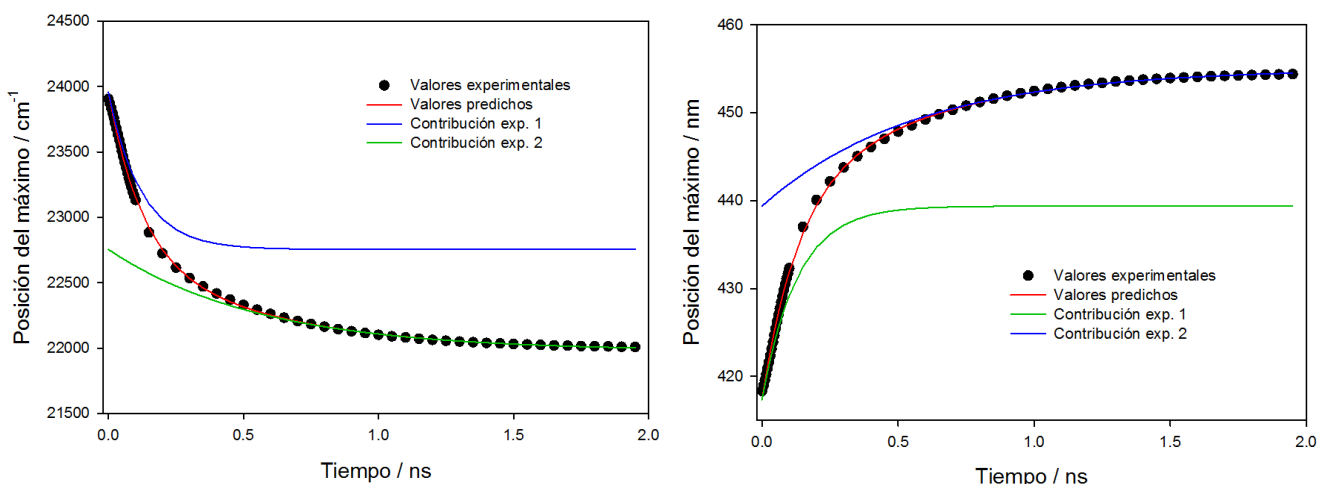 24500
24000
23500
23000
22500
22000
21500
Posición del máximo / cm⁻¹
Valores experimentales
Valores predichos
Contribución exp. 1
Contribución exp. 2
0.0 0.5 1.0 1.5 2.0
Tiempo / ns
460
450
440
430
420
Posición del máximo / nm
Valores experimentales
Valores predichos
Contribución exp. 1
Contribución exp. 2
0.0 0.5 1.0 1.5 2.0
Tiempo / ns